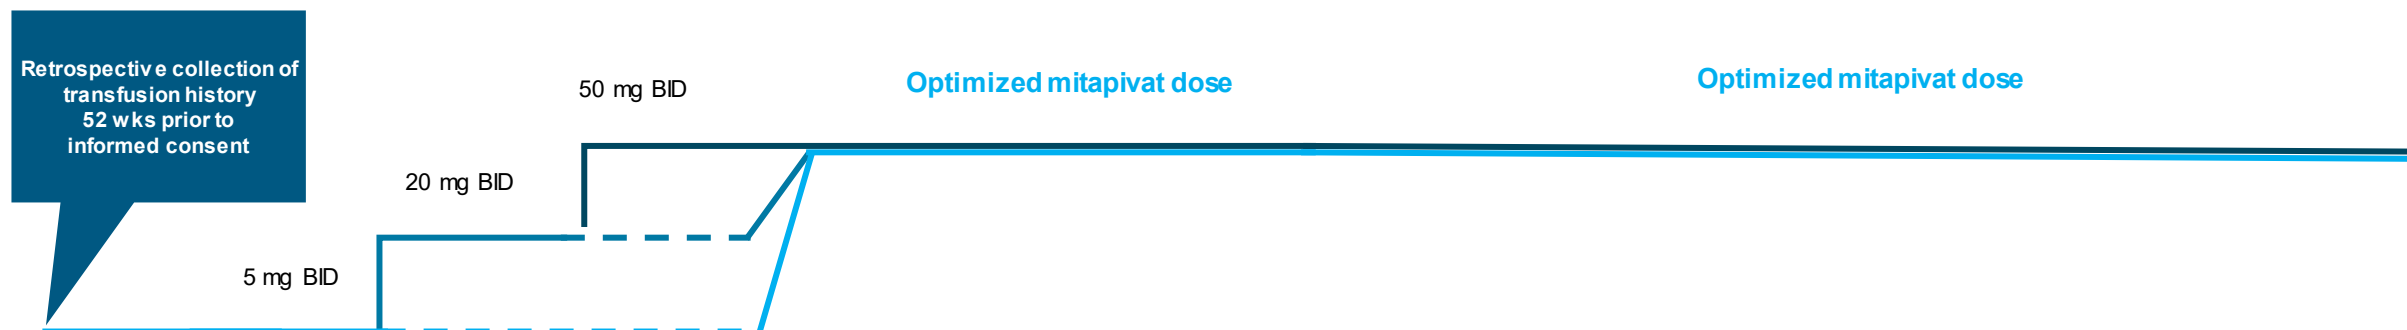 Retrospective collection of
transfusion history
52 wks prior to
informed consent
5 mg BID
20 mg BID
50 mg BID
Optimized mitapivat dose
Optimized mitapivat dose